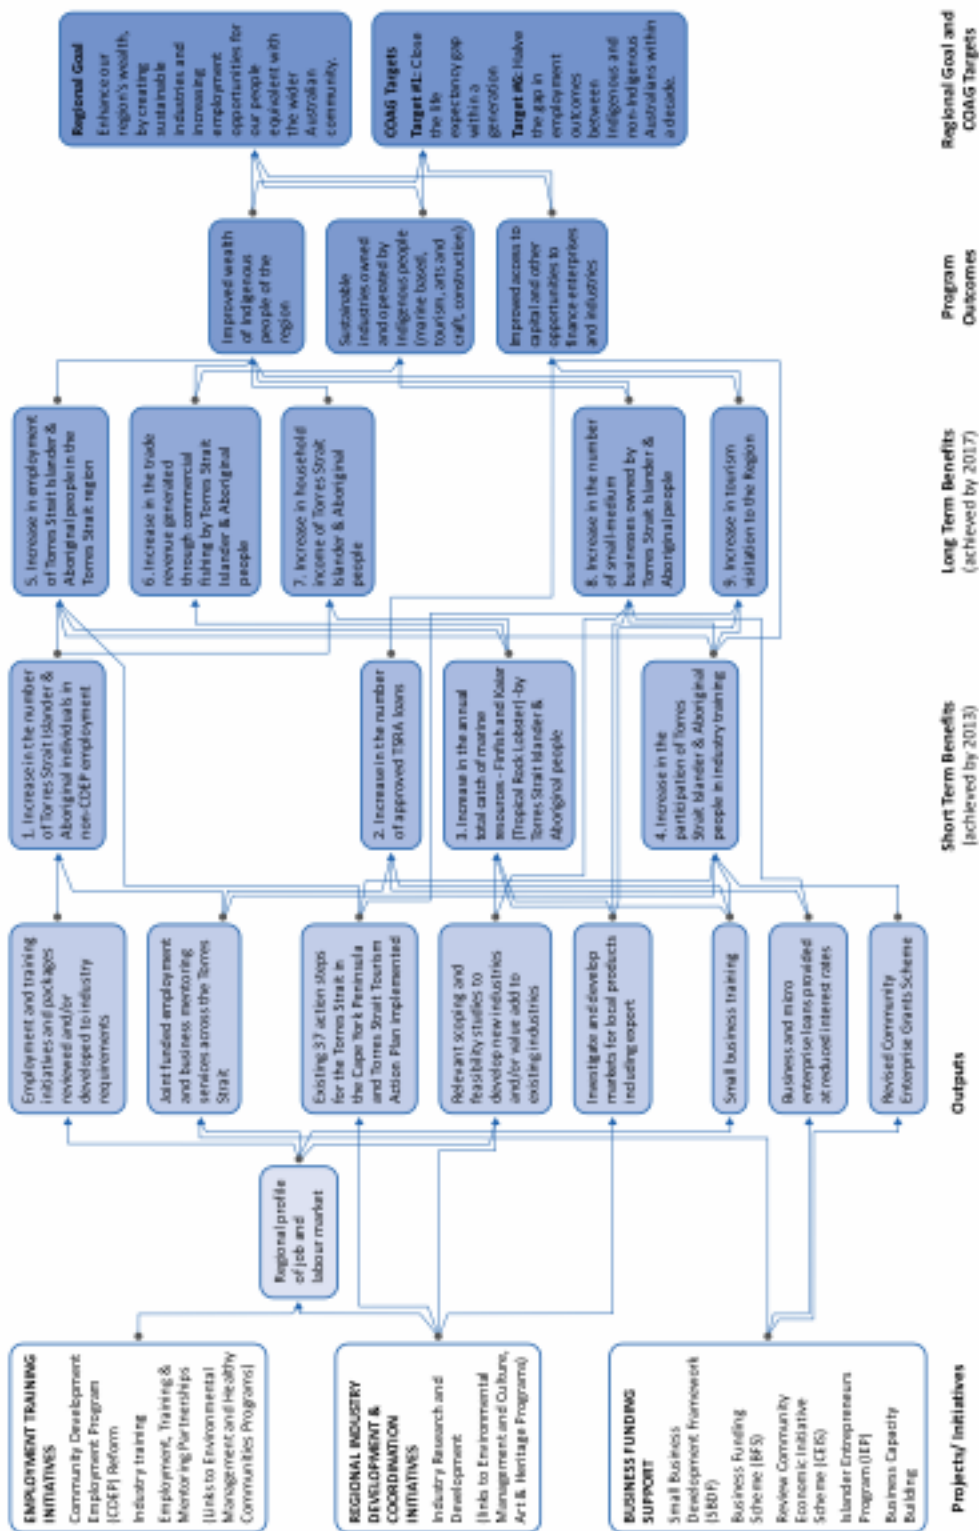 EMPLOYMENT TRAINING
INITIATIVES
Community Development
Employment Program
(CDEP) Reform
Industry training
Employment, Training &
Mentoring Partnerships
(Links to Environmental
Management and Healthy
Communities Programs)
REGIONAL INDUSTRY
DEVELOPMENT &
COORDINATION
INITIATIVES
Industry Research and
Development
(links to Environmental
Management and Culture,
Art & Heritage Programs)
BUSINESS FUNDING
SUPPORT
Small Business
Development Framework
(SBDF)
Business Funding
Scheme (BFS)
Review Community
Economic Initiative
Scheme (CEIS)
Islander Entrepreneurs
Program (IEP)
Business Capacity
Building
Projects/Initiatives
Regional profile
of job and
labour market
Employment and training
initiatives and packages
reviewed and/or
developed to industry
requirements
Joint funded employment
and business mentoring
services across the Torres
Strait
Existing 37 action steps
for the Torres Strait in
the Cape York Peninsula
and Torres Strait Tourism
Action Plan implemented
Relevant scoping and
feasibility studies to
develop new industries
and/or value add to
existing industries
Investigate and develop
markets for local products
including export
Small business training
Business and micro
enterprise loans provided
at reduced interest rates
Revised Community
Enterprise Grants Scheme
Outputs
1. Increase in the number
of Torres Strait Islander &
Aboriginal individuals in
non-CDEP employment
2. Increase in the number
of approved TSRA loans
3. Increase in the annual
total catch of marine
resources - Finfish and Kaiar
(Tropical Rock Lobster) -by
Torres Strait Islander &
Aboriginal people
4. Increase in the
participation of Torres
Strait Islander & Aboriginal
people in industry training
Short Term Benefits
(achieved by 2013)
5. Increase in employment
of Torres Strait Islander &
Aboriginal people in the
Torres Strait region
6. Increase in the trade
revenue generated
through commercial
fishing by Torres Strait
Islander & Aboriginal
people
7. Increase in household
income of Torres Strait
Islander & Aboriginal
people
8. Increase in the number
of small-medium
businesses owned by
Torres Strait Islander &
Aboriginal people
9. Increase in tourism
visitation to the Region
Long Term Benefits
(achieved by 2017)
Improved wealth
of Indigenous
people of the
region
Sustainable
industries owned
and operated by
Indigenous people
(marine based,
tourism, arts and
craft, construction)
Improved access to
capital and other
opportunities to
finance enterprises
and industries
Program
Outcomes
Regional Goal
Enhance our
region's wealth,
by creating
sustainable
industries and
increasing
employment
opportunities for
our people
equivalent with
the wider
Australian
community.
COAG Targets
Target #1: Close
the life
expectancy gap
within a
generation
Target #6: Halve
the gap in
employment
outcomes
between
Indigenous and
non-Indigenous
Australians within
a decade.
Regional Goal and
COAG Targets